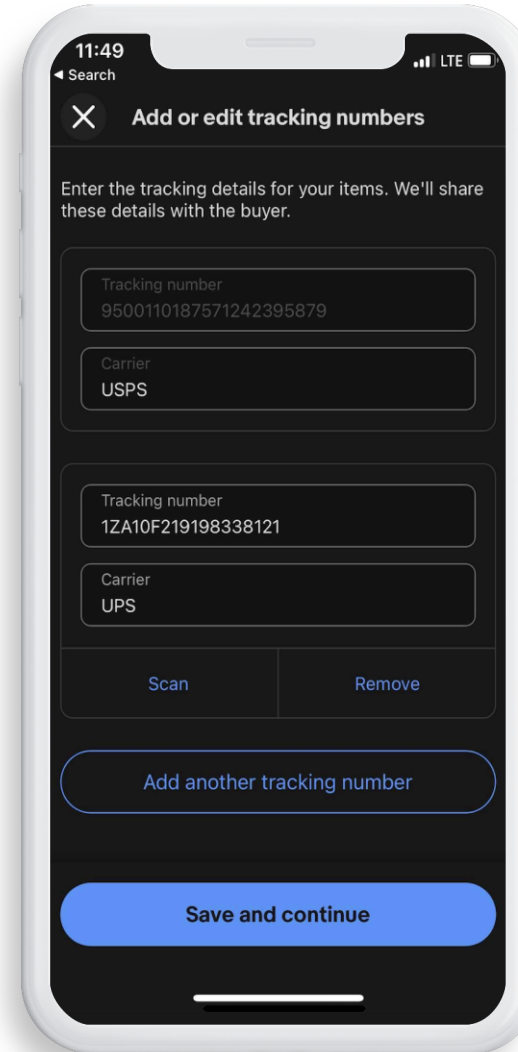 11:49
LTE
◀ Search
Add or edit tracking numbers
Enter the tracking details for your items. We'll share
these details with the buyer.
Tracking number
9500110187571242395879
Carrier
USPS
Tracking number
1ZA10F219198338121
Carrier
UPS
Scan
Remove
Add another tracking number
Save and continue